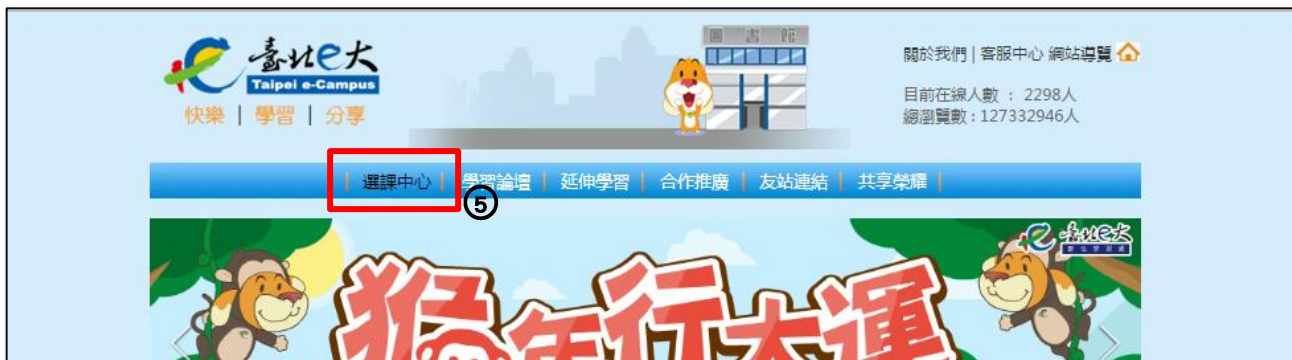 臺北e大
Taipei e-Campus
快樂 | 學習 | 分享
圖書館
關於我們 | 客服中心 網站導覽
目前在線人數 : 2298人
總瀏覽數 : 127332946人
選課中心 | 學習論壇 | 延伸學習 | 合作推廣 | 友站連結 | 共享榮耀
⑤
臺北e大
猴年行大運